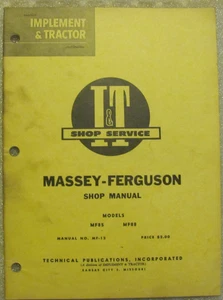 IMPLEMENT
& TRACTOR
I&T
SHOP SERVICE
MASSEY-FERGUSON
SHOP MANUAL
MODELS
MF85 MF88
MANUAL NO. MF-12 PRICE $2.00
TECHNICAL PUBLICATIONS, INCORPORATED
KANSAS CITY 5, MISSOURI